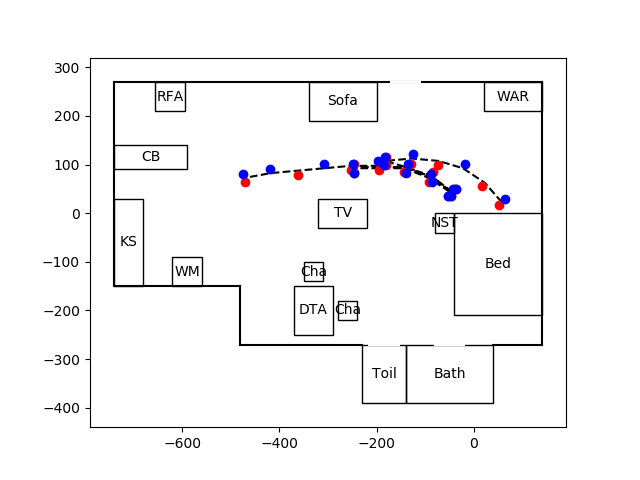 300
200
100
0
−100
−200
−300
−400
RFA
Sofa
WAR
CB
TV
NST
KS
WM
Cha
Bed
DTA
Cha
Toil
Bath
−600
−400
−200
0